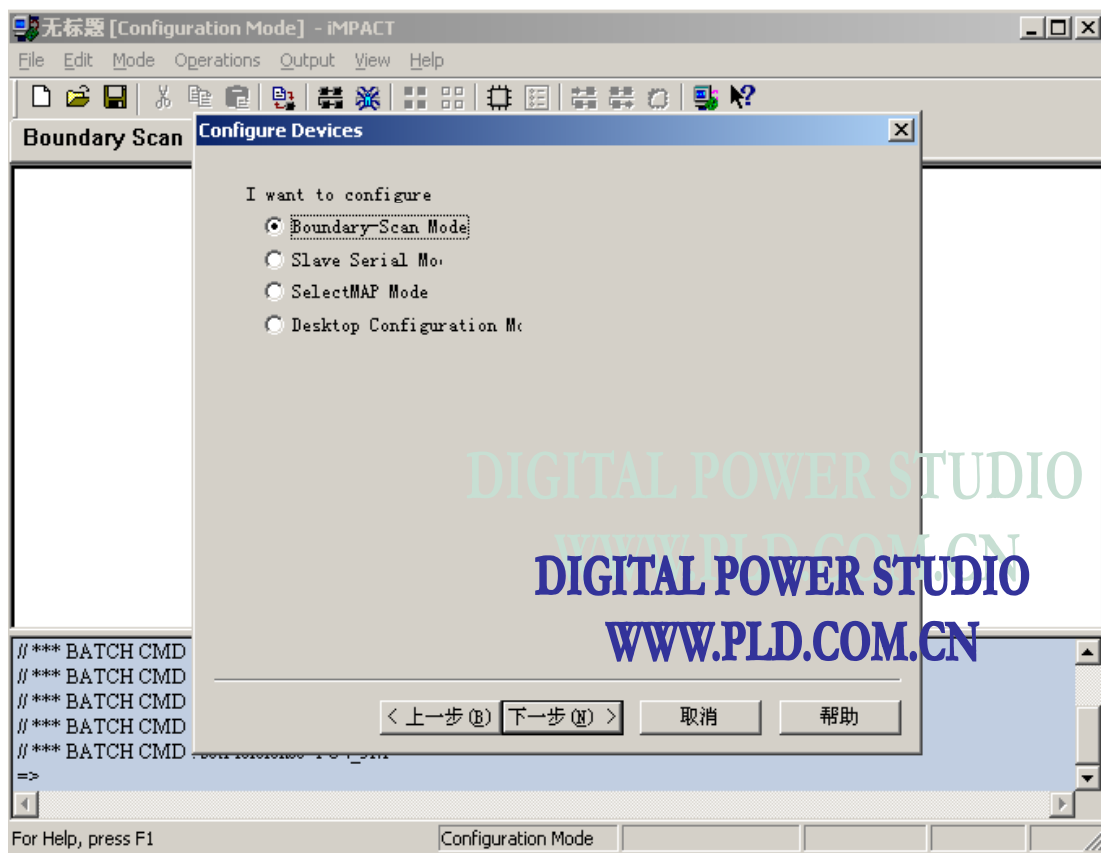 无标题 [Configuration Mode] - iMPACT
File Edit Mode Operations Output View Help
Boundary Scan
Configure Devices
I want to configure
Boundary-Scan Mode
Slave Serial
SelectMAP Mode
Desktop Configuration
DIGITAL POWER STUDIO
WWW.PLD.COM.CN
DIGITAL POWER STUDIO
WWW.PLD.COM.CN
// *** BATCH CMD
// *** BATCH CMD
// *** BATCH CMD
// *** BATCH CMD
// *** BATCH CMD
=>
< 上一步(B) 下一步(N) > 取消 帮助
For Help, press F1 Configuration Mode